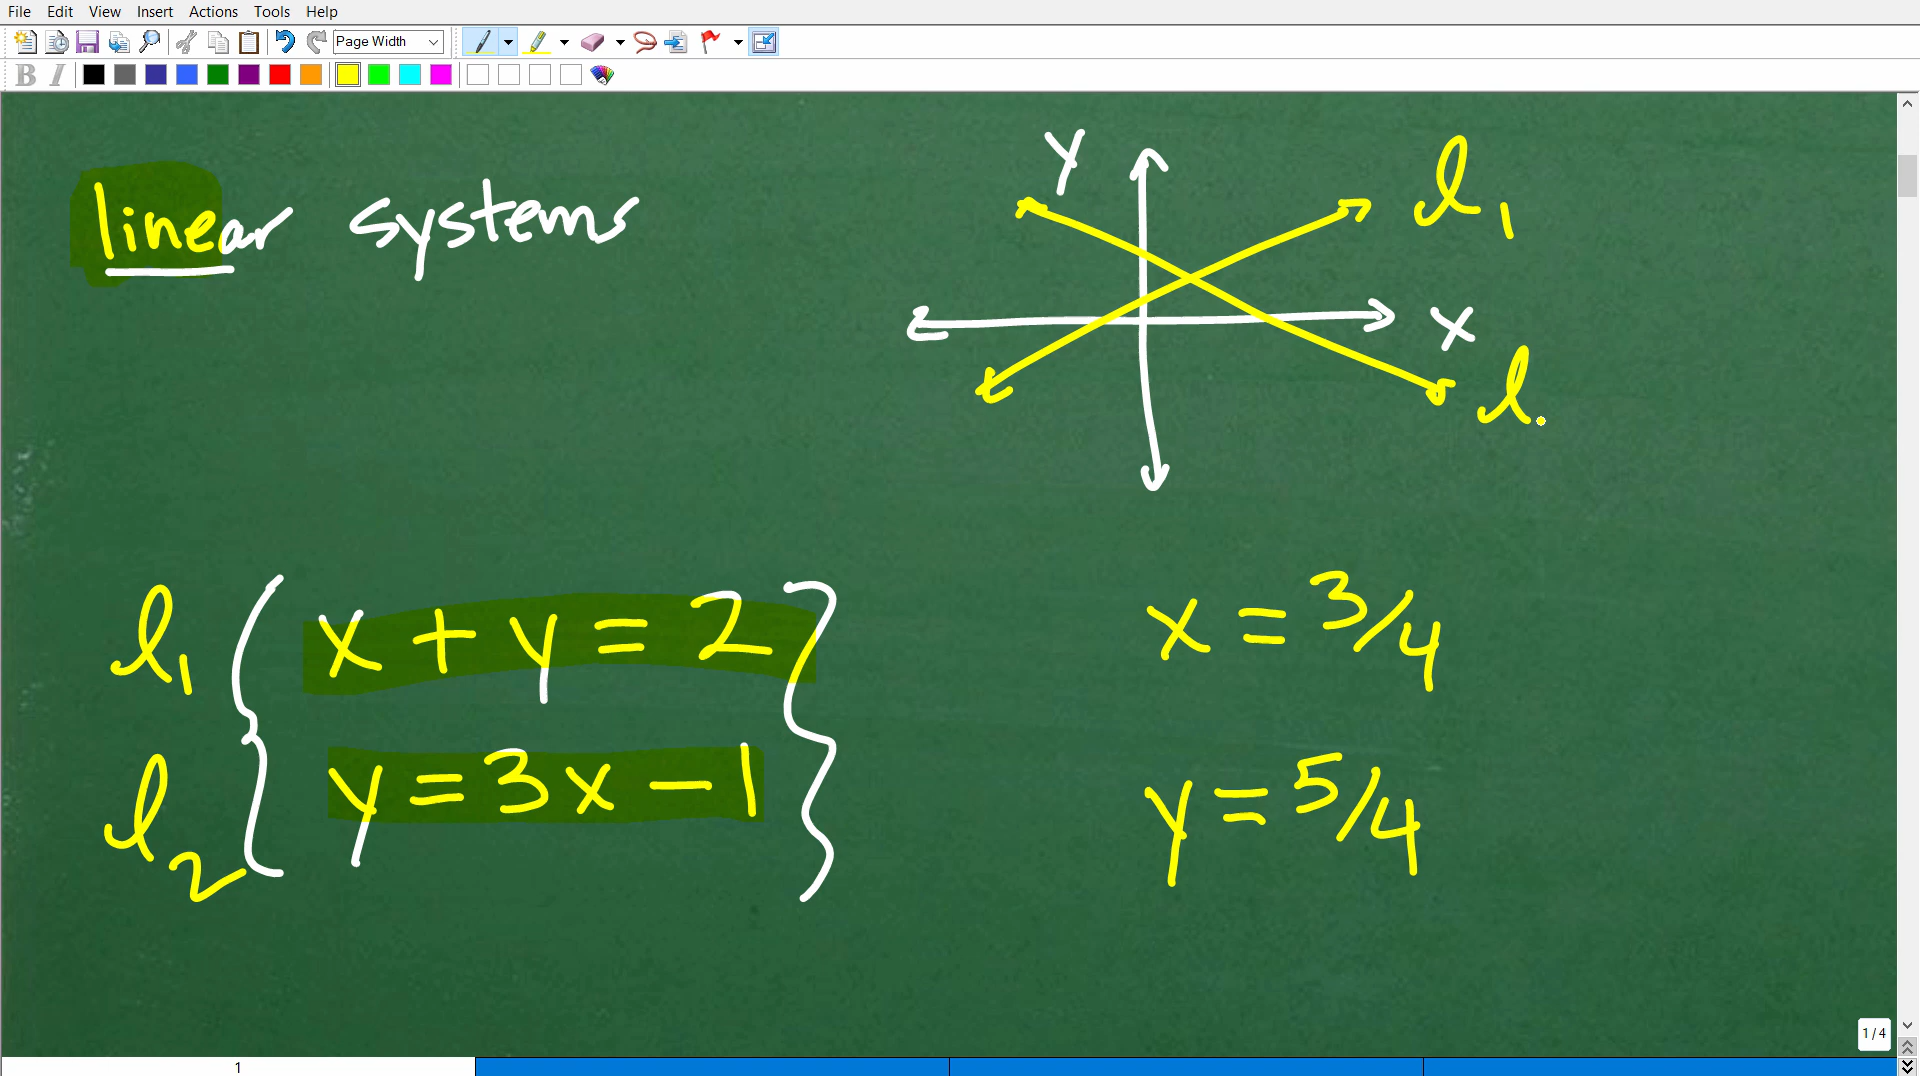 File Edit View Insert Actions Tools Help
Page Width
B I
linear systems
y
l1
x
l
l1 { x + y = 2 }
l2 { y = 3x - 1 }
x = 3/4
y = 5/4
1 / 4
1